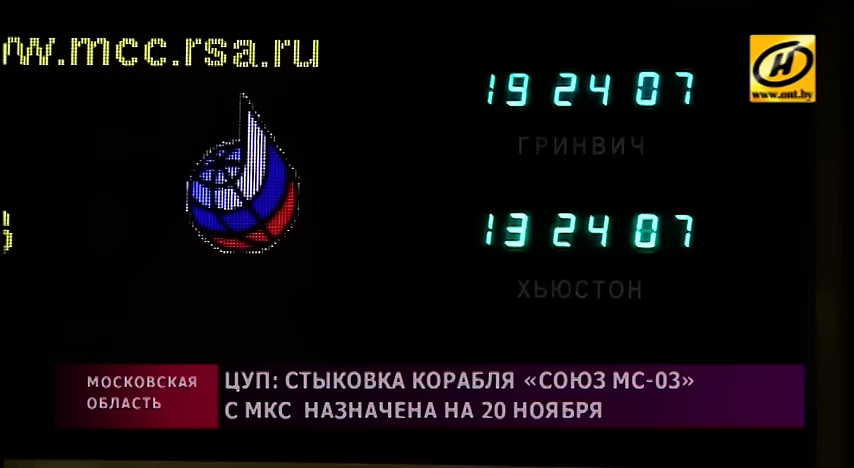 w.mcc.rsa.ru
19 24 07
www.ont.by
ГРИНВИЧ
13 24 07
ХЬЮСТОН
МОСКОВСКАЯ
ОБЛАСТЬ
ЦУП: СТЫКОВКА КОРАБЛЯ «СОЮЗ МС-03»
С МКС НАЗНАЧЕНА НА 20 НОЯБРЯ